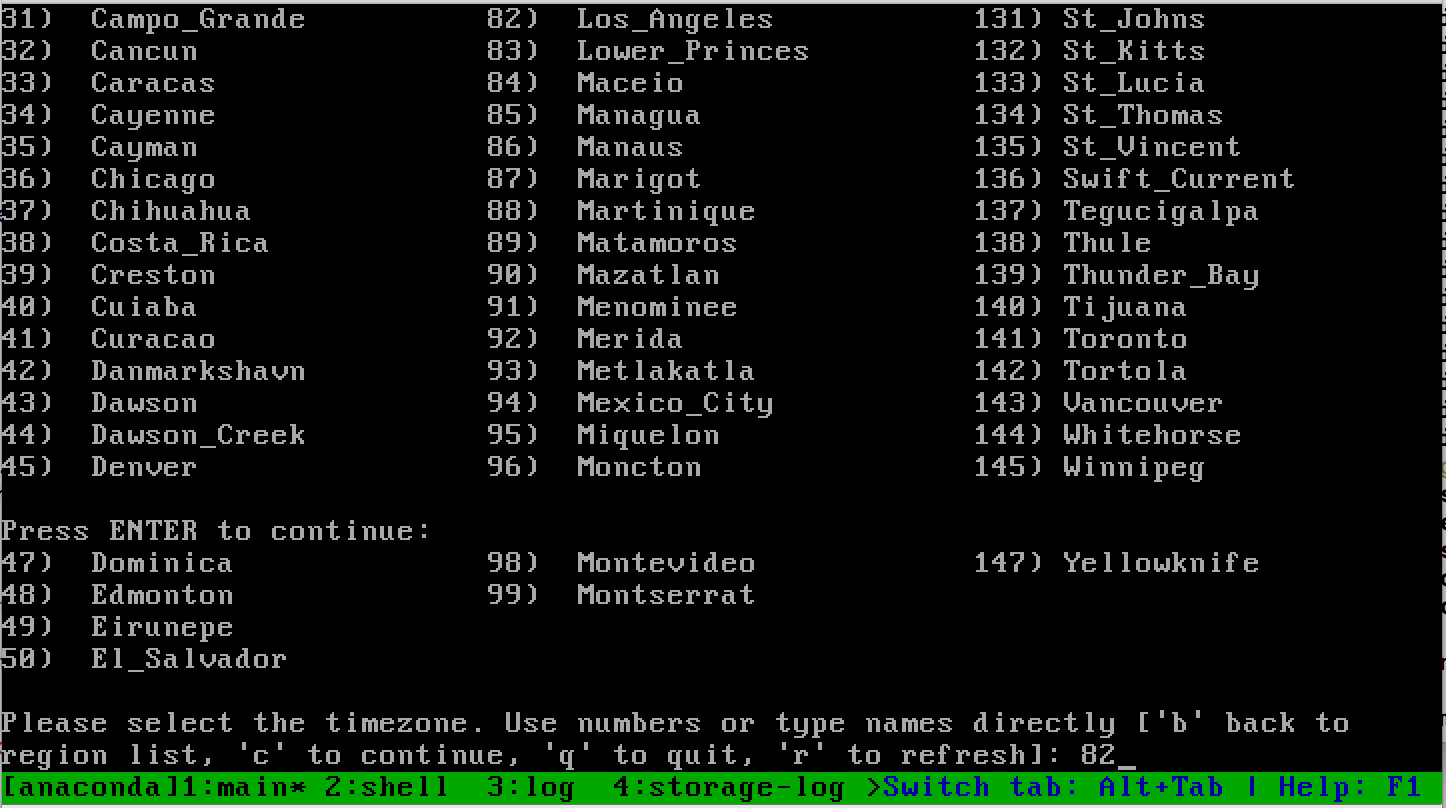 31)  Campo_Grande          82)  Los_Angeles           131) St_Johns
32)  Cancun                83)  Lower_Princes         132) St_Kitts
33)  Caracas               84)  Maceio                133) St_Lucia
34)  Cayenne               85)  Managua               134) St_Thomas
35)  Cayman                86)  Manaus                135) St_Vincent
36)  Chicago               87)  Marigot               136) Swift_Current
37)  Chihuahua             88)  Martinique            137) Tegucigalpa
38)  Costa_Rica            89)  Matamoros             138) Thule
39)  Creston               90)  Mazatlan              139) Thunder_Bay
40)  Cuiaba                91)  Menominee             140) Tijuana
41)  Curacao               92)  Merida                141) Toronto
42)  Danmarkshavn          93)  Metlakatla            142) Tortola
43)  Dawson                94)  Mexico_City           143) Vancouver
44)  Dawson_Creek          95)  Miquelon              144) Whitehorse
45)  Denver                96)  Moncton               145) Winnipeg
Press ENTER to continue:
47)  Dominica              98)  Montevideo            147) Yellowknife
48)  Edmonton              99)  Montserrat
49)  Eirunepe
50)  El_Salvador
Please select the timezone. Use numbers or type names directly ['b' back to
region list, 'c' to continue, 'q' to quit, 'r' to refresh]: 82_
[anaconda]1:main* 2:shell  3:log  4:storage-log >Switch tab: Alt+Tab | Help: F1